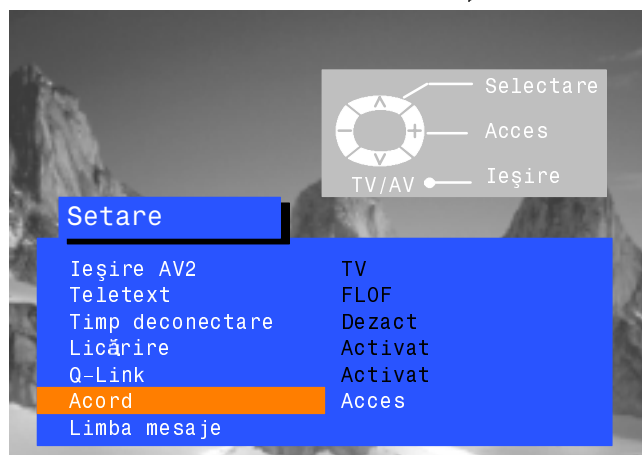 Selectare
Acces
TV/AV Ieşire
Setare
Ieşire AV2 TV
Teletext FLOF
Timp deconectare Dezact
Licărire Activat
Q-Link Activat
Acord Acces
Limba mesaje